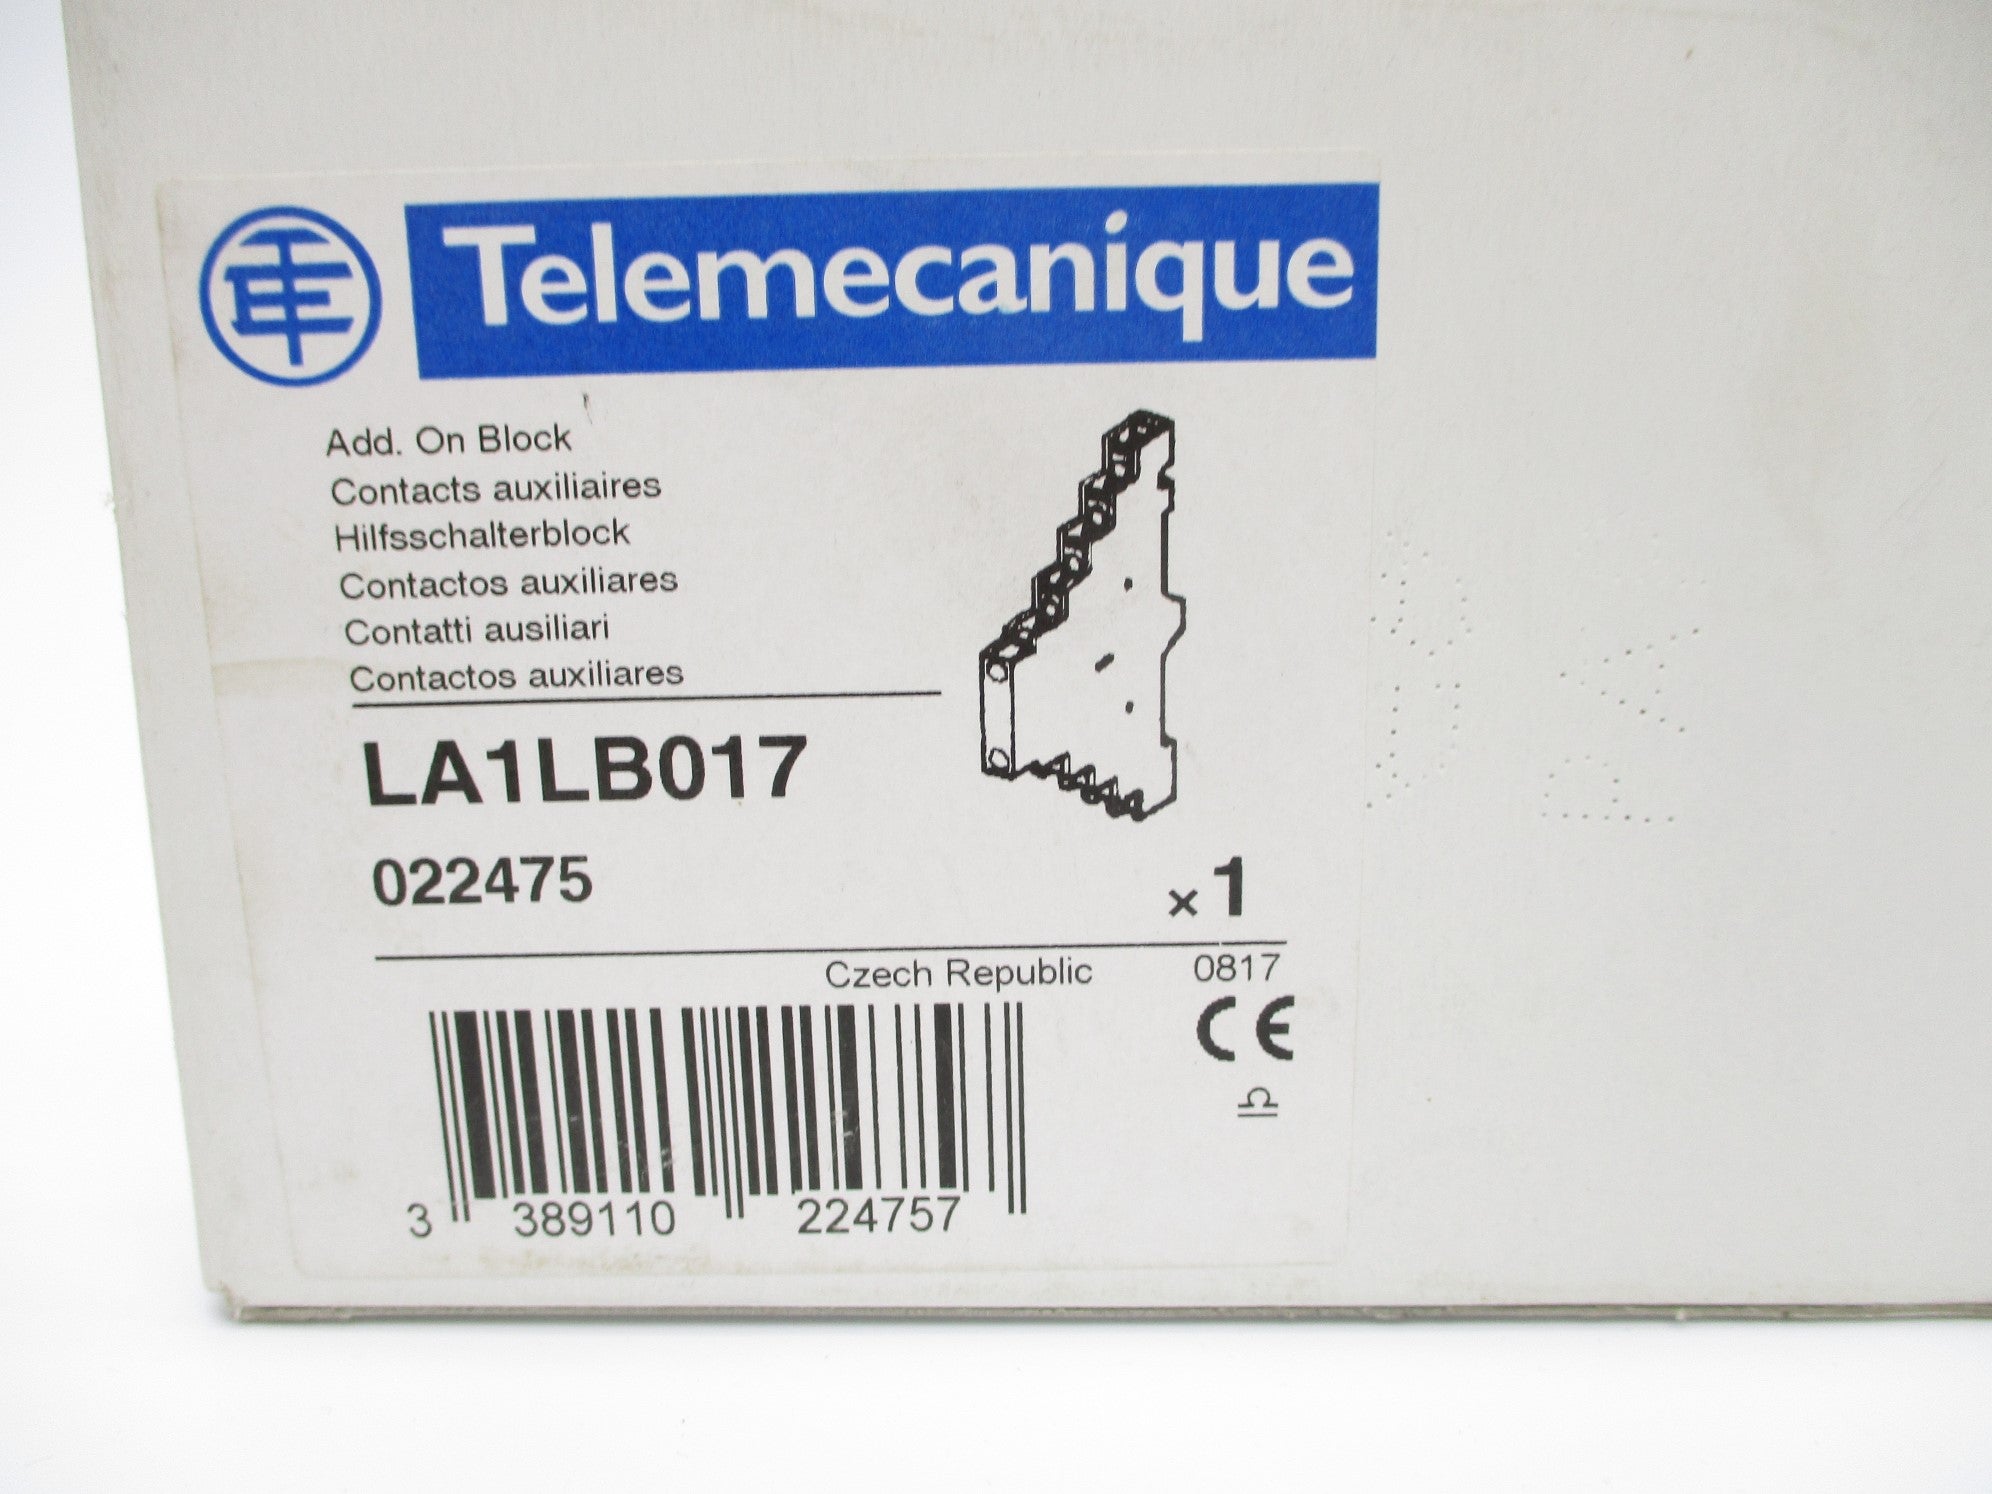 Telemecanique
Add. On Block
Contacts auxiliaires
Hilfsschalterblock
Contactos auxiliares
Contatti ausiliari
Contactos auxiliares
LA1LB017
022475
x 1
Czech Republic 0817
CE
3 389110 224757